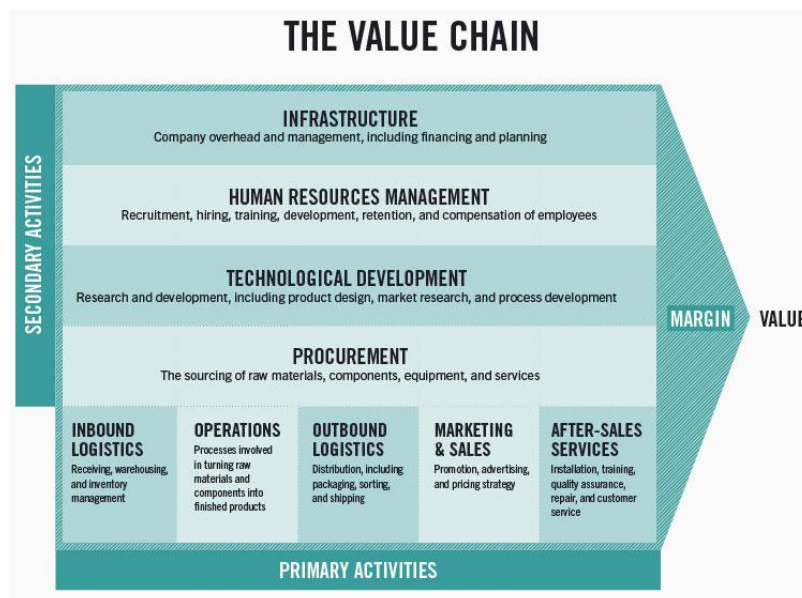 THE VALUE CHAIN
SECONDARY ACTIVITIES
INFRASTRUCTURE
Company overhead and management, including financing and planning
HUMAN RESOURCES MANAGEMENT
Recruitment, hiring, training, development, retention, and compensation of employees
TECHNOLOGICAL DEVELOPMENT
Research and development, including product design, market research, and process development
PROCUREMENT
The sourcing of raw materials, components, equipment, and services
INBOUND
LOGISTICS
Receiving, warehousing,
and inventory
management
OPERATIONS
Processes involved
in turning raw
materials and
components into
finished products
OUTBOUND
LOGISTICS
Distribution, including
packaging, sorting,
and shipping
MARKETING
& SALES
Promotion, advertising,
and pricing strategy
AFTER-SALES
SERVICES
Installation, training,
quality assurance,
repair, and customer
service
MARGIN
VALUE
PRIMARY ACTIVITIES